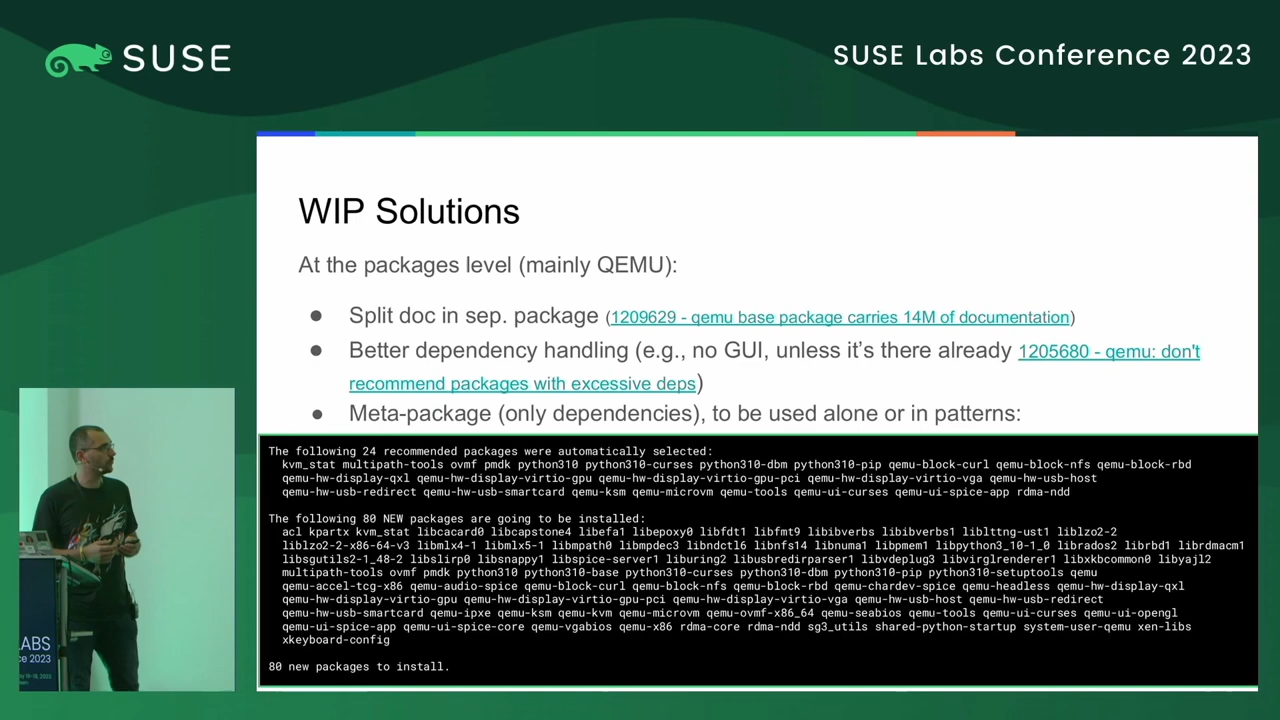 SUSE
SUSE Labs Conference 2023
WIP Solutions
At the packages level (mainly QEMU):
● Split doc in sep. package (1209629 - qemu base package carries 14M of documentation)
● Better dependency handling (e.g., no GUI, unless it's there already 1205680 - qemu: don't
recommend packages with excessive deps)
● Meta-package (only dependencies), to be used alone or in patterns:
The following 24 recommended packages were automatically selected:
kvm_stat multipath-tools ovmf pmdk python310 python310-curses python310-dbm python310-pip qemu-block-curl qemu-block-nfs qemu-block-rbd
qemu-hw-display-qxl qemu-hw-display-virtio-gpu qemu-hw-display-virtio-gpu-pci qemu-hw-display-virtio-vga qemu-hw-usb-host
qemu-hw-usb-redirect qemu-hw-usb-smartcard qemu-ksm qemu-microvm qemu-tools qemu-ui-curses qemu-ui-spice-app rdma-ndd
The following 80 NEW packages are going to be installed:
acl kpartx kvm_stat libcacard0 libcapstone4 libefa1 libepoxy0 libfdt1 libfmt9 libibverbs libibverbs1 liblttng-ust1 liblzo2-2
liblzo2-2-x86-64-v3 libmlx4-1 libmlx5-1 libmpath0 libmpdec3 libndctl6 libnfs14 libnuma1 libpmem1 libpython3_10-1_0 librados2 librbd1 librdmacm1
libsgutils2-1_48-2 libslirp0 libsnappy1 libspice-server1 liburing2 libusbredirparser1 libvdeplug3 libvirglrenderer1 libxkbcommon0 libyajl2
multipath-tools ovmf pmdk python310 python310-base python310-curses python310-dbm python310-pip python310-setuptools qemu
qemu-accel-tcg-x86 qemu-audio-spice qemu-block-curl qemu-block-nfs qemu-block-rbd qemu-chardev-spice qemu-headless qemu-hw-display-qxl
qemu-hw-display-virtio-gpu qemu-hw-display-virtio-gpu-pci qemu-hw-display-virtio-vga qemu-hw-usb-host qemu-hw-usb-redirect
qemu-hw-usb-smartcard qemu-ipxe qemu-ksm qemu-kvm qemu-microvm qemu-ovmf-x86_64 qemu-seabios qemu-tools qemu-ui-curses qemu-ui-opengl
qemu-ui-spice-app qemu-ui-spice-core qemu-vgabios qemu-x86 rdma-core rdma-ndd sg3_utils shared-python-startup system-user-qemu xen-libs
xkeyboard-config
80 new packages to install.
LABS
ce 2023